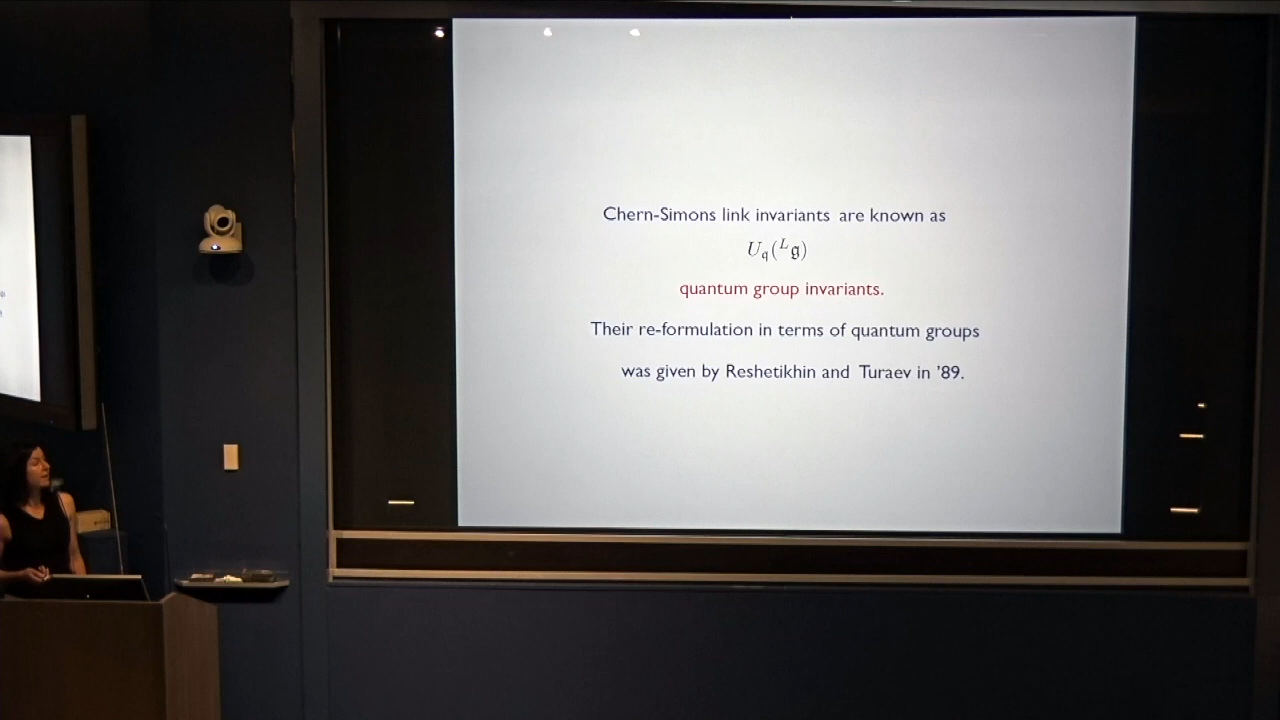 Chern-Simons link invariants are known as
U_𝔮(^L𝔤)
quantum group invariants.
Their re-formulation in terms of quantum groups
was given by Reshetikhin and Turaev in ’89.